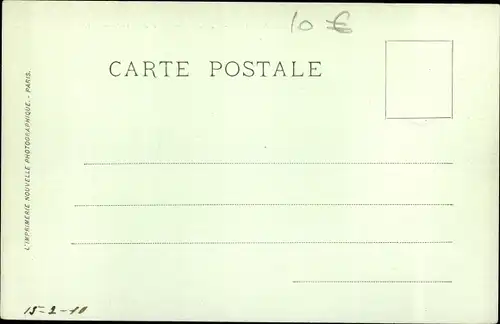 10 €
CARTE POSTALE
L'IMPRIMERIE NOUVELLE PHOTOGRAPHIQUE. - PARIS.
15-2-10